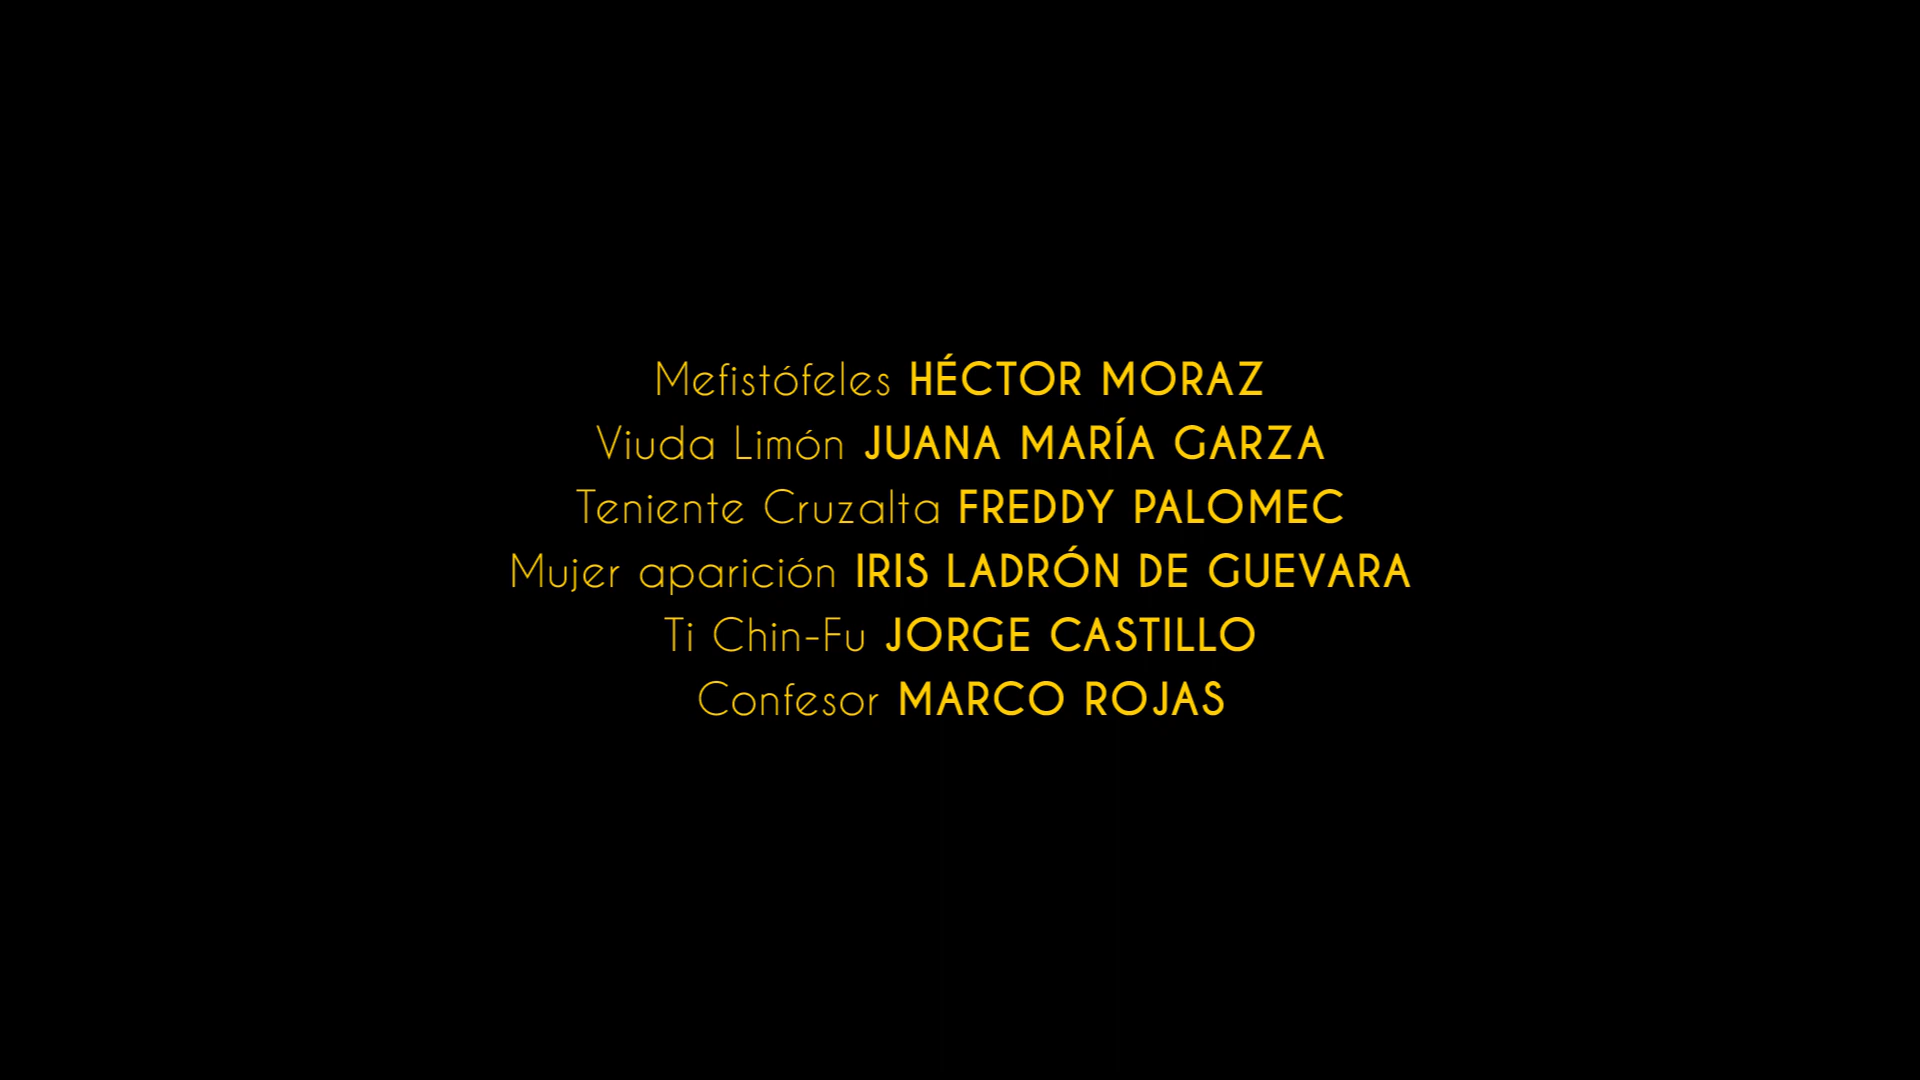 Mefistófeles HÉCTOR MORAZ
Viuda Limón JUANA MARÍA GARZA
Teniente Cruzalta FREDDY PALOMEC
Mujer aparición IRIS LADRÓN DE GUEVARA
Ti Chin-Fu JORGE CASTILLO
Confesor MARCO ROJAS